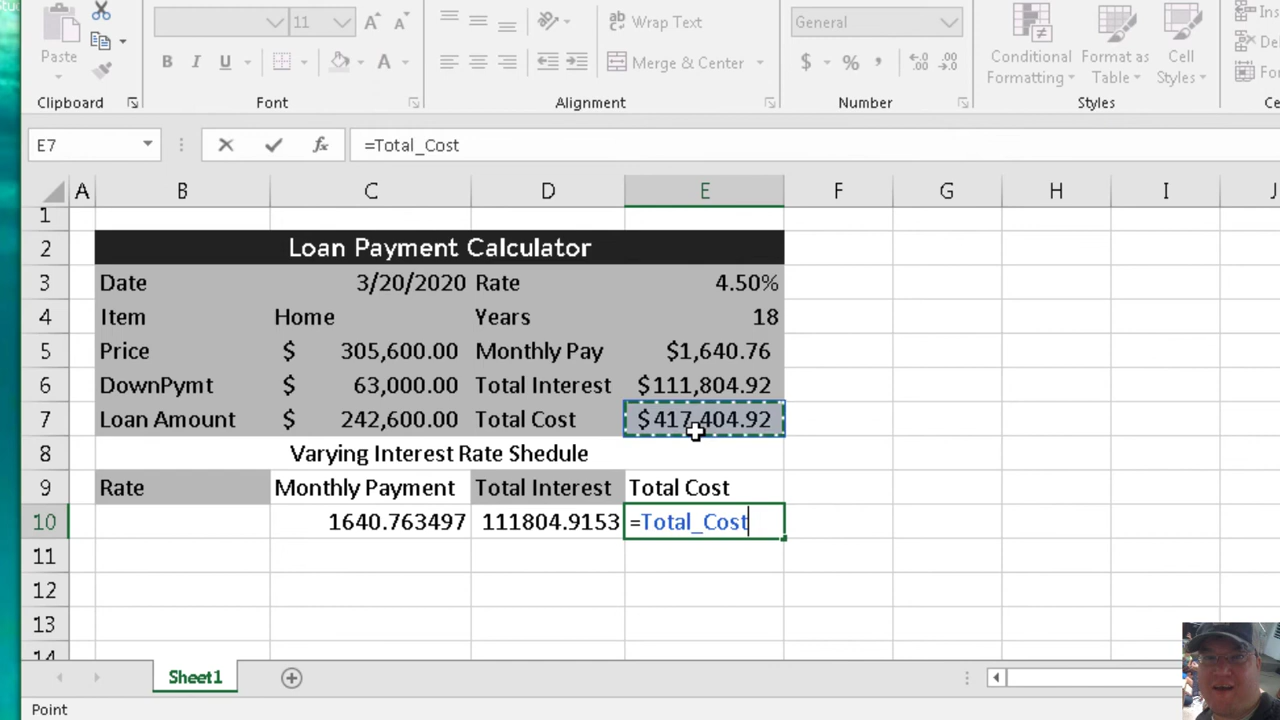 11
A
A
ab
Wrap Text
General
Paste
B
I
U
A
Merge & Center
$
%
Conditional
Formatting
Format as
Table
Cell
Styles
Clipboard
Font
Alignment
Number
Styles
E7
fx
=Total_Cost
A B C D E F G H I J
1
2 Loan Payment Calculator
3 Date 3/20/2020 Rate 4.50%
4 Item Home Years 18
5 Price $ 305,600.00 Monthly Pay $1,640.76
6 DownPymt $ 63,000.00 Total Interest $111,804.92
7 Loan Amount $ 242,600.00 Total Cost $417,404.92
8 Varying Interest Rate Shedule
9 Rate Monthly Payment Total Interest Total Cost
10 1640.763497 111804.9153 =Total_Cost
11
12
13
14
Sheet1
Point